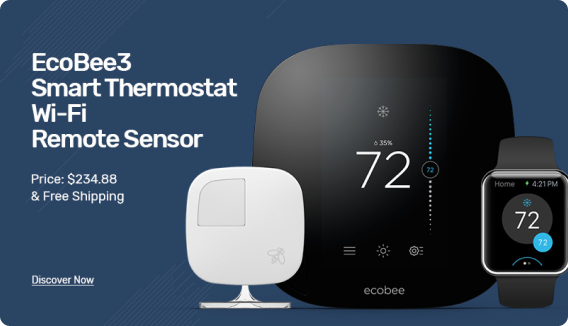 EcoBee3
Smart Thermostat
Wi-Fi
Remote Sensor
Price: $234.88
& Free Shipping
Discover Now
35%
72
72
ecobee
Home 4:21 PM
72
72